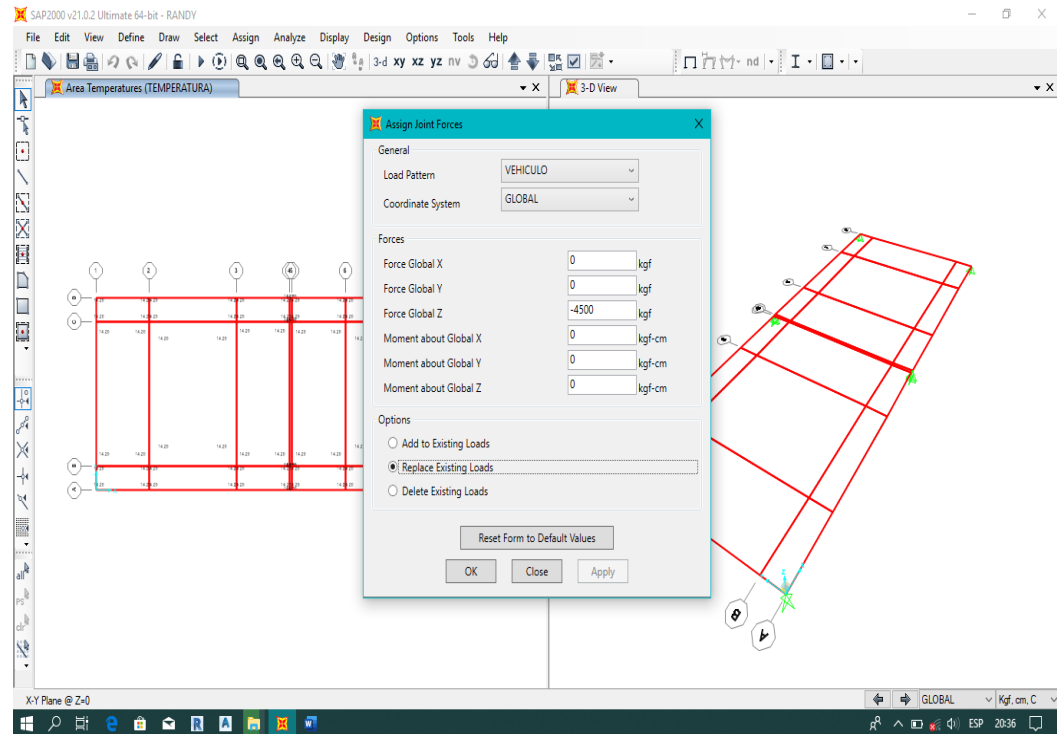 SAP2000 v21.0.2 Ultimate 64-bit - RANDY
File Edit View Define Draw Select Assign Analyze Display Design Options Tools Help
3-d xy xz yz nv
nd
Area Temperatures (TEMPERATURA)
3-D View
Assign Joint Forces
General
Load Pattern VEHICULO
Coordinate System GLOBAL
Forces
Force Global X 0 kgf
Force Global Y 0 kgf
Force Global Z -4500 kgf
Moment about Global X 0 kgf-cm
Moment about Global Y 0 kgf-cm
Moment about Global Z 0 kgf-cm
Options
Add to Existing Loads
Replace Existing Loads
Delete Existing Loads
Reset Form to Default Values
OK Close Apply
1 2 3 6
all
PS
clr
B
A
X-Y Plane @ Z=0
GLOBAL Kgf, cm, C
ESP 20:36